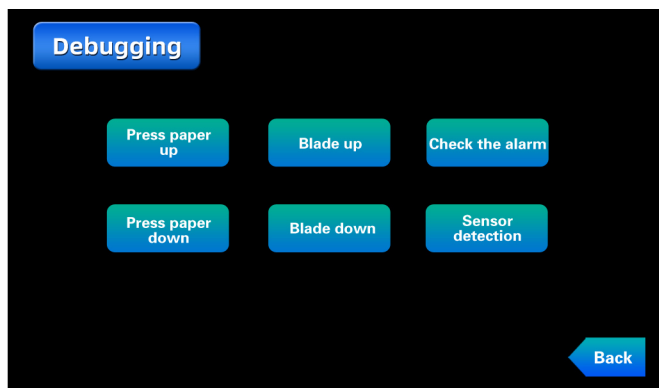 Debugging
Press paper
up
Blade up
Check the alarm
Press paper
down
Blade down
Sensor
detection
Back